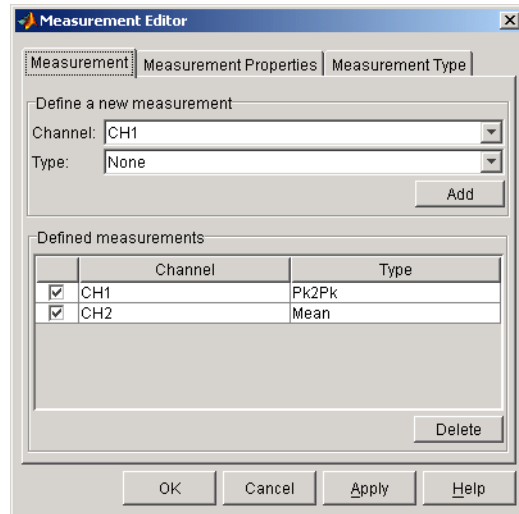 Measurement Editor
Measurement Measurement Properties Measurement Type
Define a new measurement
Channel: CH1
Type: None
Add
Defined measurements
Channel Type
CH1 Pk2Pk
CH2 Mean
Delete
OK Cancel Apply Help